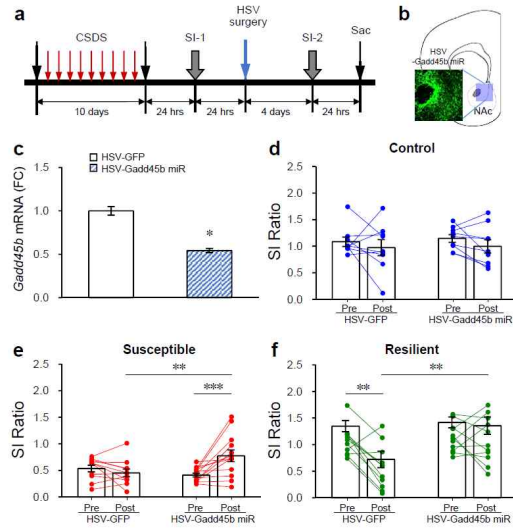 a
CSDS
SI-1
HSV
surgery
SI-2
Sac
10 days
24 hrs
24 hrs
4 days
24 hrs
b
HSV
-Gadd45b miR
NAc
c
HSV-GFP
HSV-Gadd45b miR
Gadd45b mRNA (FC)
1.5
1.0
0.5
0.0
*
d
Control
SI Ratio
2.5
2.0
1.5
1.0
0.5
0.0
Pre Post Pre Post
HSV-GFP HSV-Gadd45b miR
e
Susceptible
SI Ratio
2.5
2.0
1.5
1.0
0.5
0.0
**
***
Pre Post Pre Post
HSV-GFP HSV-Gadd45b miR
f
Resilient
SI Ratio
2.5
2.0
1.5
1.0
0.5
0.0
**
**
Pre Post Pre Post
HSV-GFP HSV-Gadd45b miR